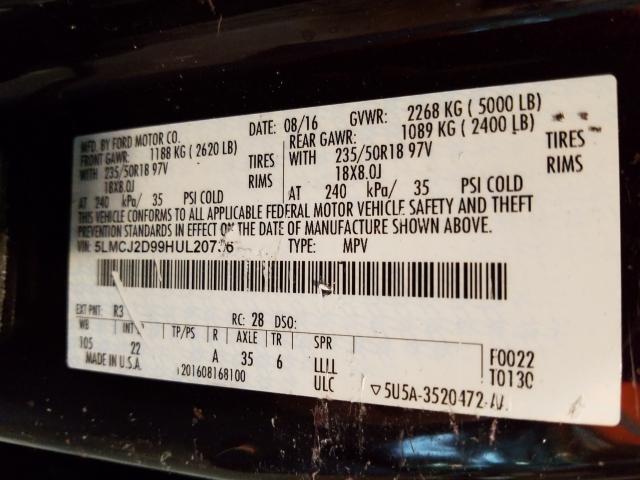 MFD. BY FORD MOTOR CO. DATE: 08/16 GVWR: 2268 KG ( 5000 LB)
FRONT GAWR: 1188 KG (2620 LB) REAR GAWR: 1089 KG ( 2400 LB)
WITH 235/50R18 97V TIRES WITH 235/50R18 97V TIRES
18X8.0J RIMS 18X8.0J RIMS
AT 240 kPa/ 35 PSI COLD AT 240 kPa/ 35 PSI COLD
THIS VEHICLE CONFORMS TO ALL APPLICABLE FEDERAL MOTOR VEHICLE SAFETY AND THEFT
PREVENTION STANDARDS IN EFFECT ON THE DATE OF MANUFACTURE SHOWN ABOVE.
VIN: TYPE: MPV
EXT PNT: R3 RC: 28 DSO:
WB TP/PS R AXLE TR SPR
105 22 A 35 6 F0022
MADE IN U.S.A. ULC T0130
201608168100